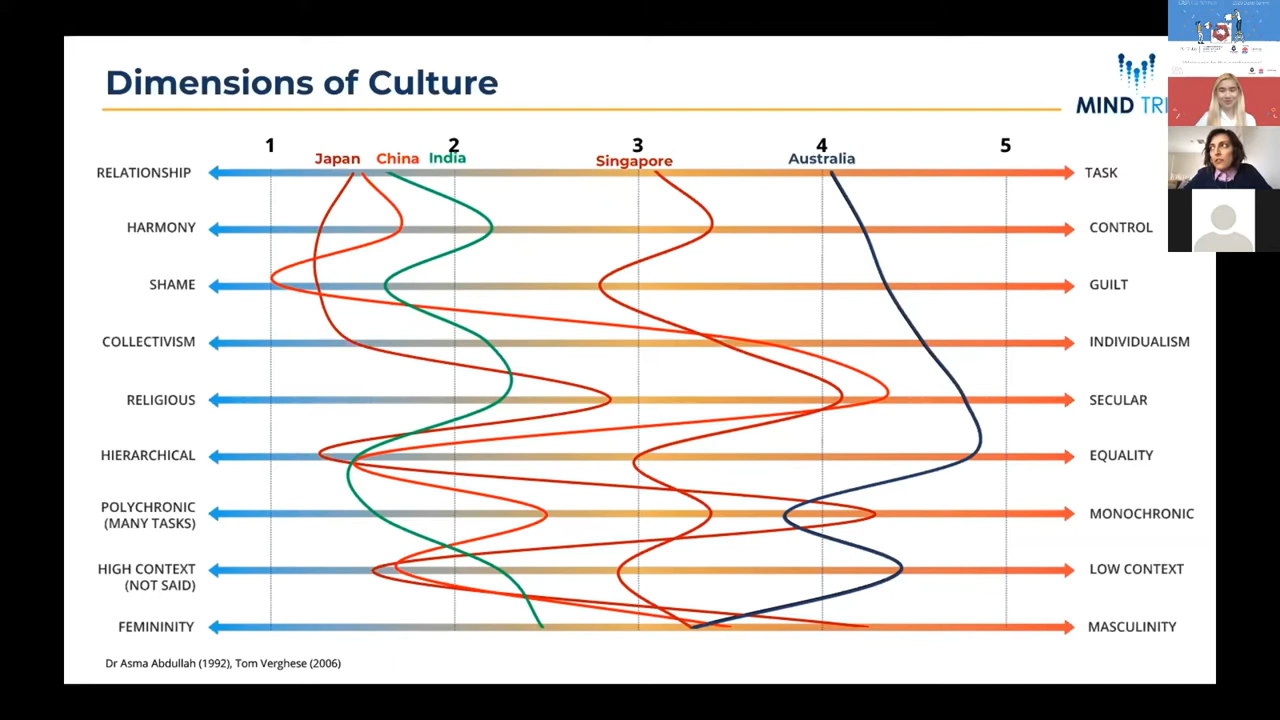 Dimensions of Culture
MIND TRI
1 2 3 4 5
Japan China India Singapore Australia
RELATIONSHIP TASK
HARMONY CONTROL
SHAME GUILT
COLLECTIVISM INDIVIDUALISM
RELIGIOUS SECULAR
HIERARCHICAL EQUALITY
POLYCHRONIC
(MANY TASKS) MONOCHRONIC
HIGH CONTEXT
(NOT SAID) LOW CONTEXT
FEMININITY MASCULINITY
Dr Asma Abdullah (1992), Tom Verghese (2006)